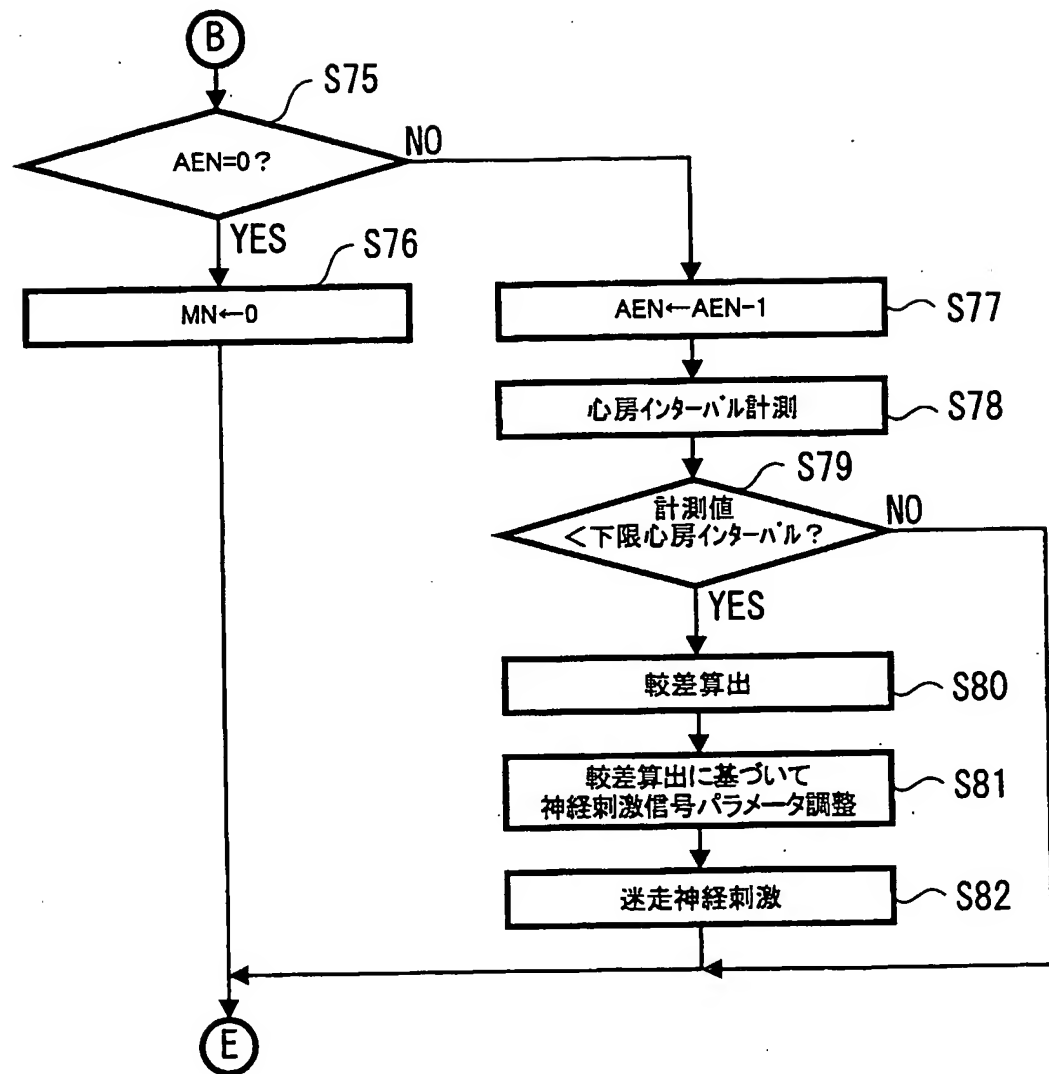 B
S75
AEN=0?
NO
YES
S76
MN←0
AEN←AEN-1
S77
心房インターバル計測
S78
S79
計測値
<下限心房インターバル?
NO
YES
較差算出
S80
較差算出に基づいて
神経刺激信号パラメータ調整
S81
迷走神経刺激
S82
E